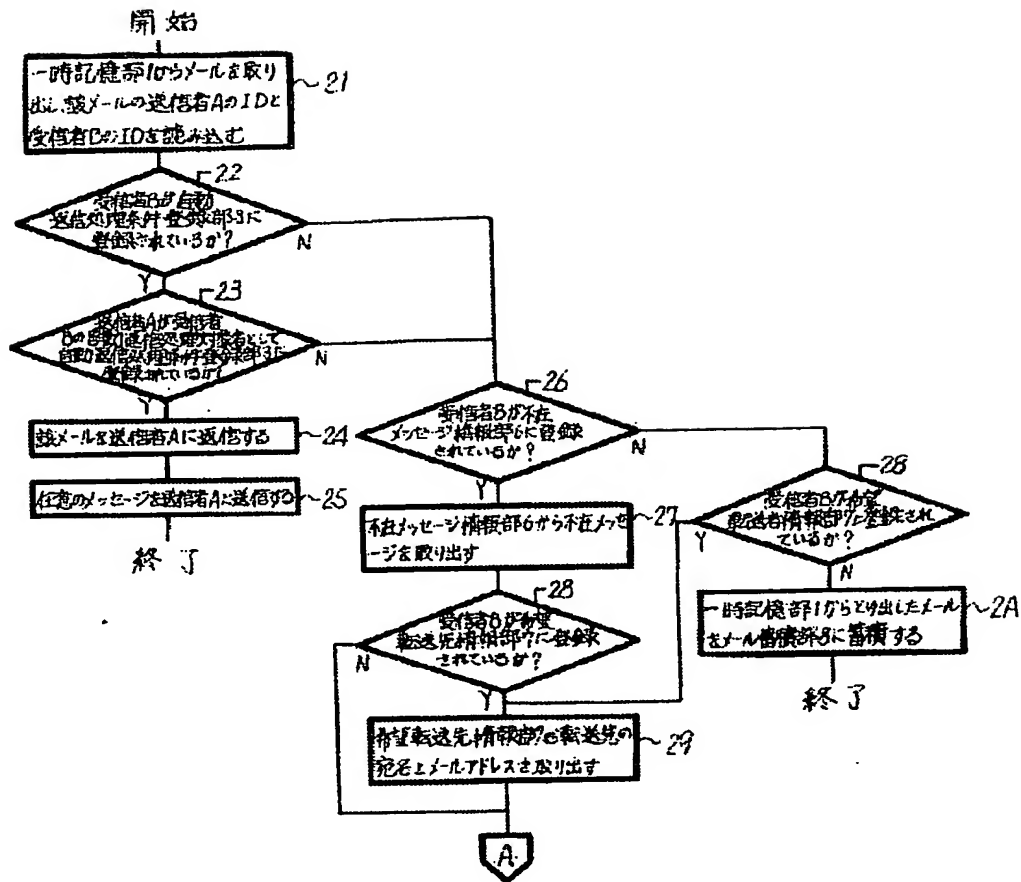 開始
一時記憶部1からメールを取り
出し、該メールの送信者AのIDと
受信者BのIDを読み込む
21
22
受信者Bが自動
返信処理条件登録部3に
登録されているか?
N
Y
23
送信者Aが受信者
Bの自動返信処理対象者として
自動返信処理条件登録部3に
登録されているか?
N
Y
該メールを送信者Aに返信する
24
任意のメッセージを送信者Aに送信する
25
終了
26
受信者Bが不在
メッセージ情報部6に登録
されているか?
N
Y
不在メッセージ情報部6から不在メッセ
ージを取り出す
27
28
受信者Bが希望
転送先情報部7に登録
されているか?
N
Y
希望転送先情報部7から転送先の
宛名とメールアドレスを取り出す
29
28
受信者Bが希望
転送者情報部7に登録され
ているか?
Y
N
一時記憶部1からとり出したメール
をメール蓄積部8に蓄積する
2A
終了
A